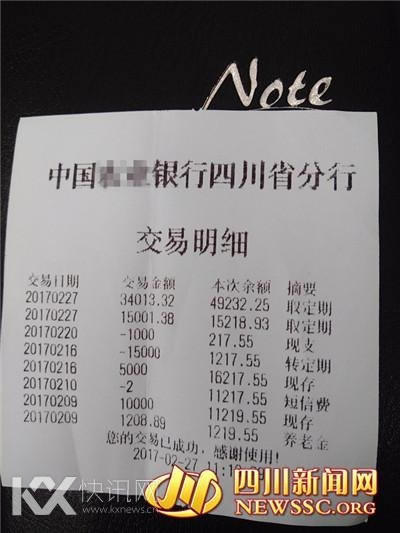 Note
中国 银行四川省分行
交易明细
交易日期 交易金额 本次余额 摘要
20170227 34013.32 49232.25 取定期
20170227 15001.38 15218.93 取定期
20170220 -1000 217.55 现支
20170216 -15000 1217.55 转定期
20170216 5000 16217.55 现存
20170210 -2 11217.55 短信费
20170209 10000 11219.55 现存
20170209 1208.89 1219.55 养老金
您的交易已成功，感谢使用！
2017-02-27
KX 快讯网
www.kxnews.cn
四川新闻网
NEWSSC.ORG